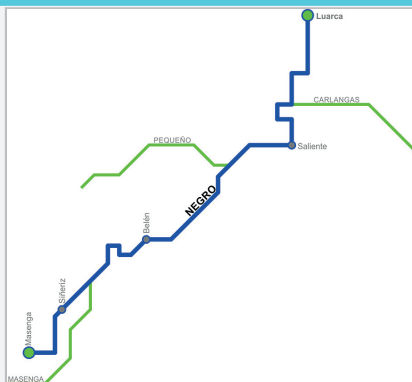 Luarca
CARLANGAS
PEQUEÑO
Saliente
NEGRO
Belén
Siñeriz
Masenga
MASENGA